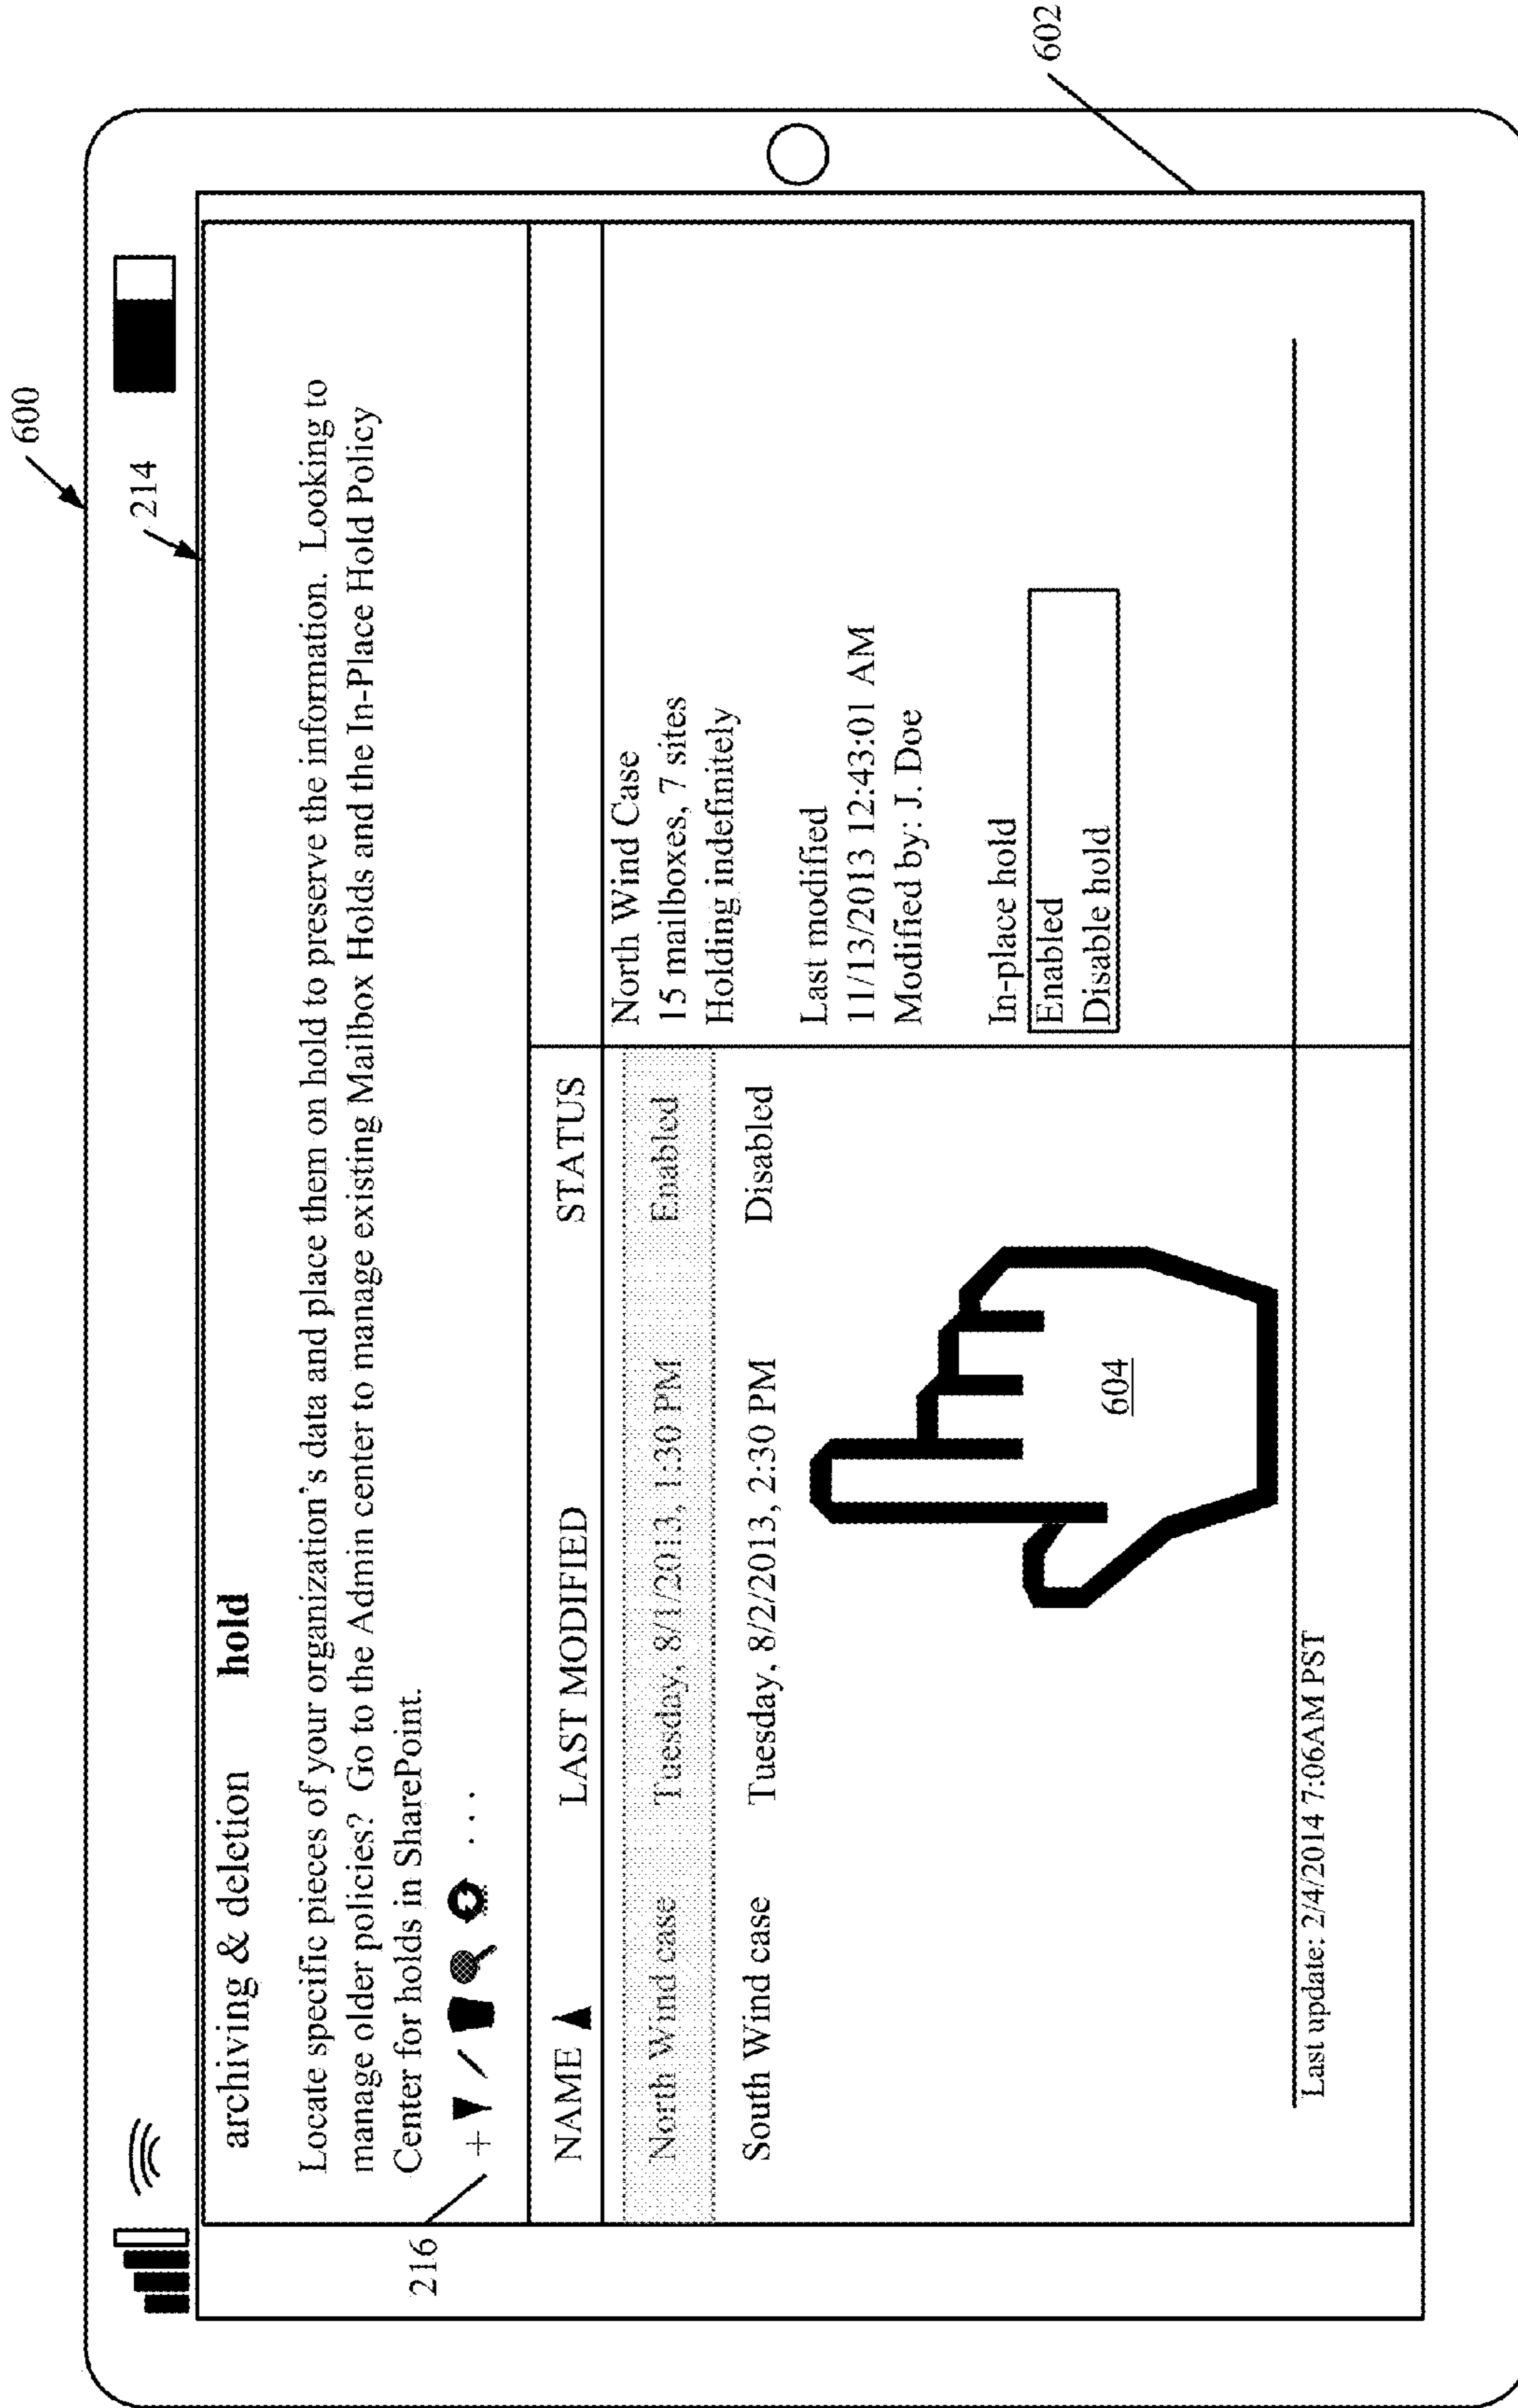 600
214
archiving & deletion hold
Locate specific pieces of your organization's data and place them on hold to preserve the information. Looking to
manage older policies? Go to the Admin center to manage existing Mailbox Holds and the In-Place Hold Policy
Center for holds in SharePoint.
216
+ ...
NAME LAST MODIFIED STATUS
North Wind case Tuesday, 8/1/2013, 1:30 PM Enabled
South Wind case Tuesday, 8/2/2013, 2:30 PM Disabled
North Wind Case
15 mailboxes, 7 sites
Holding indefinitely
Last modified
11/13/2013 12:43:01 AM
Modified by: J. Doe
In-place hold
Enabled
Disable hold
604
Last update: 2/4/2014 7:06AM PST
602